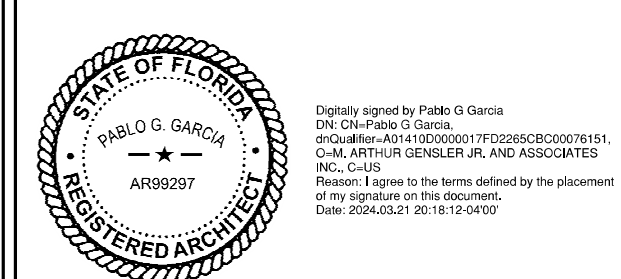 STATE OF FLORIDA
PABLO G. GARCIA
AR99297
REGISTERED ARCHITECT
Digitally signed by Pablo G Garcia
DN: CN=Pablo G Garcia,
dnQualifier=A01410D0000017FD2265CBC00076151,
O=M. ARTHUR GENSLER JR. AND ASSOCIATES
INC., C=US
Reason: I agree to the terms defined by the placement
of my signature on this document.
Date: 2024.03.21 20:18:12-04'00'